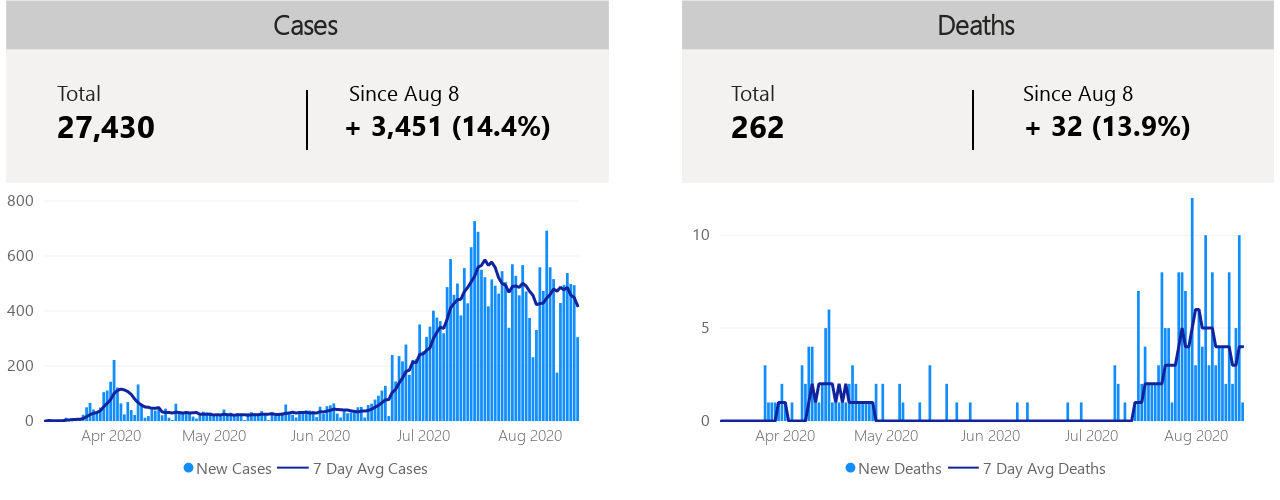 Cases
Total
27,430
Since Aug 8
+ 3,451 (14.4%)
800
600
400
200
0
Apr 2020 May 2020 Jun 2020 Jul 2020 Aug 2020
New Cases 7 Day Avg Cases
Deaths
Total
262
Since Aug 8
+ 32 (13.9%)
10
5
0
Apr 2020 May 2020 Jun 2020 Jul 2020 Aug 2020
New Deaths 7 Day Avg Deaths